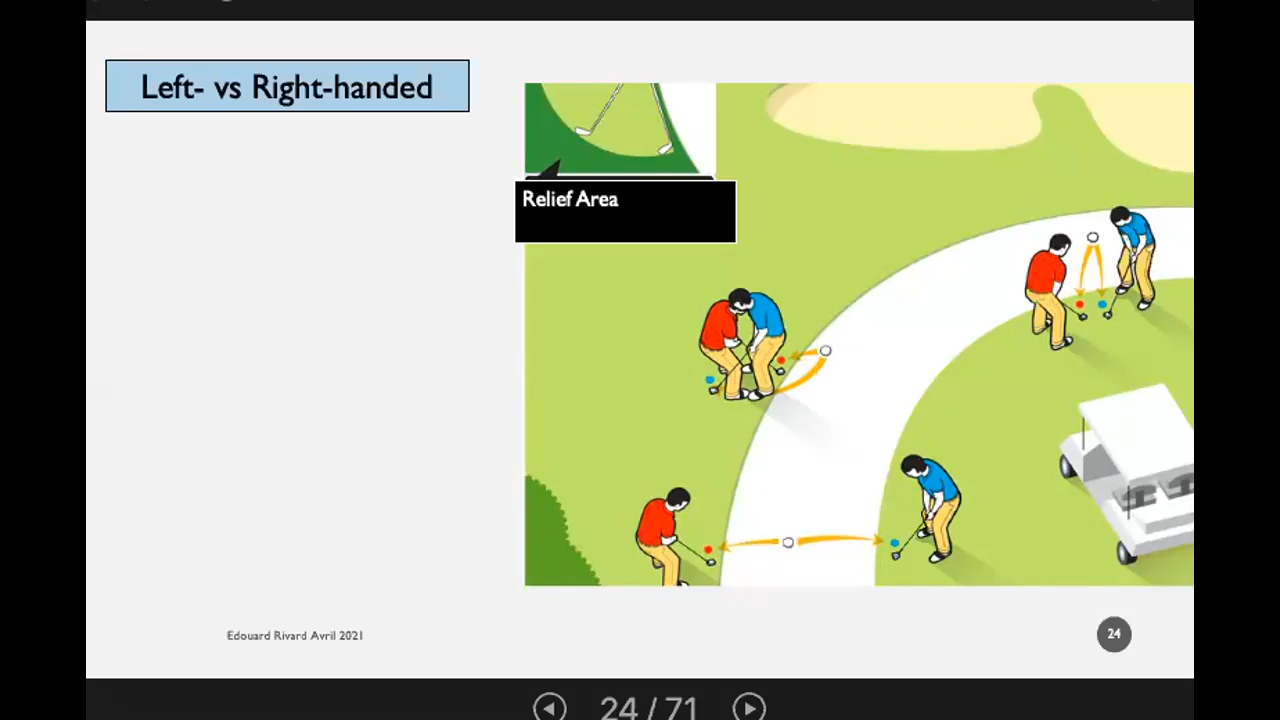 Left- vs Right-handed
Relief Area
Edouard Rivard Avril 2021
24
24 / 71